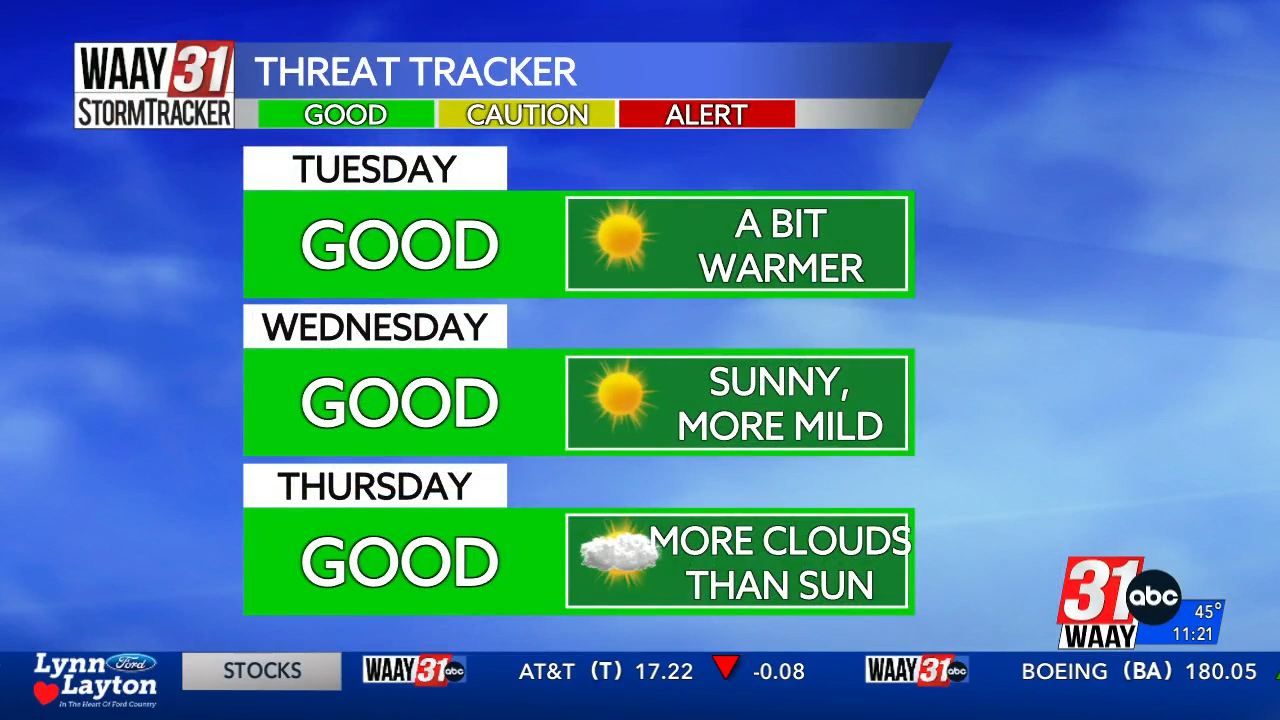 WAAY 31
STORMTRACKER
THREAT TRACKER
GOOD CAUTION ALERT
TUESDAY
GOOD
A BIT
WARMER
WEDNESDAY
GOOD
SUNNY,
MORE MILD
THURSDAY
GOOD
MORE CLOUDS
THAN SUN
31 abc
WAAY
45°
11:21
Lynn Ford
Layton
In The Heart Of Ford Country
STOCKS WAAY 31 abc AT&T (T) 17.22 -0.08 WAAY 31 abc BOEING (BA) 180.05